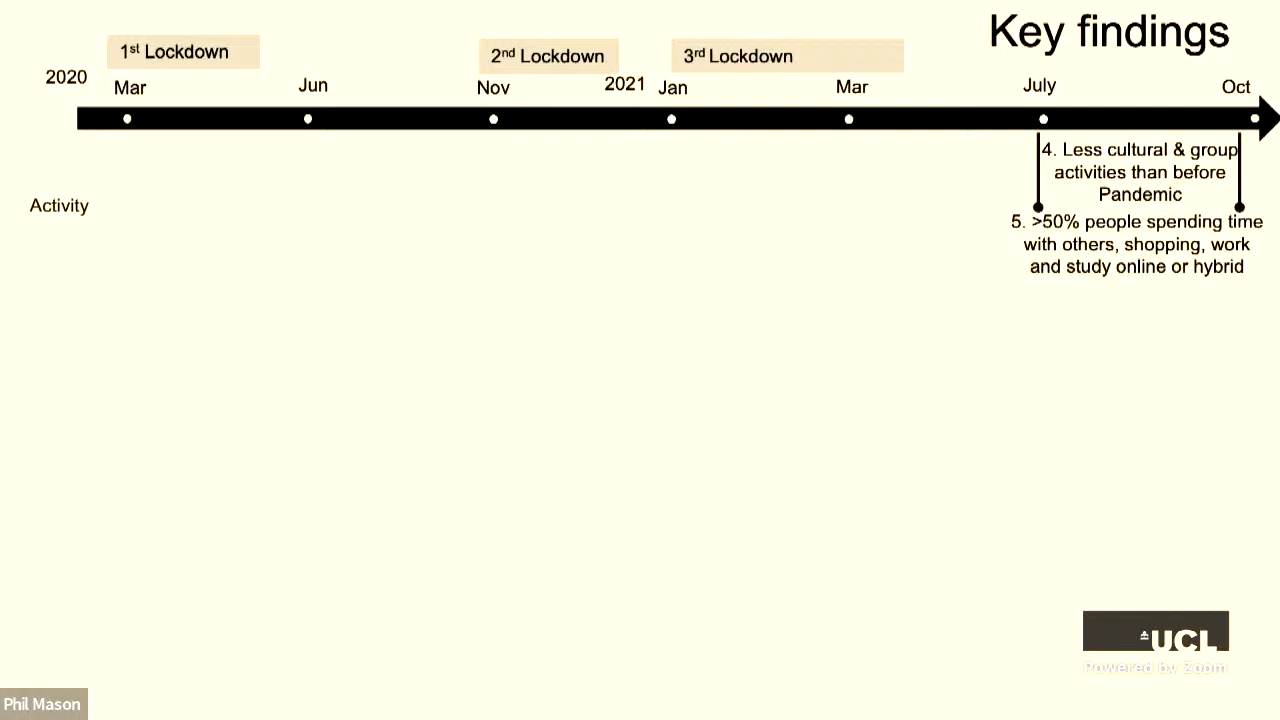 Key findings
1st Lockdown
2nd Lockdown
3rd Lockdown
2020
Mar
Jun
Nov
2021
Jan
Mar
July
Oct
Activity
4. Less cultural & group
activities than before
Pandemic
5. >50% people spending time
with others, shopping, work
and study online or hybrid
UCL
Powered by Zoom
Phil Mason